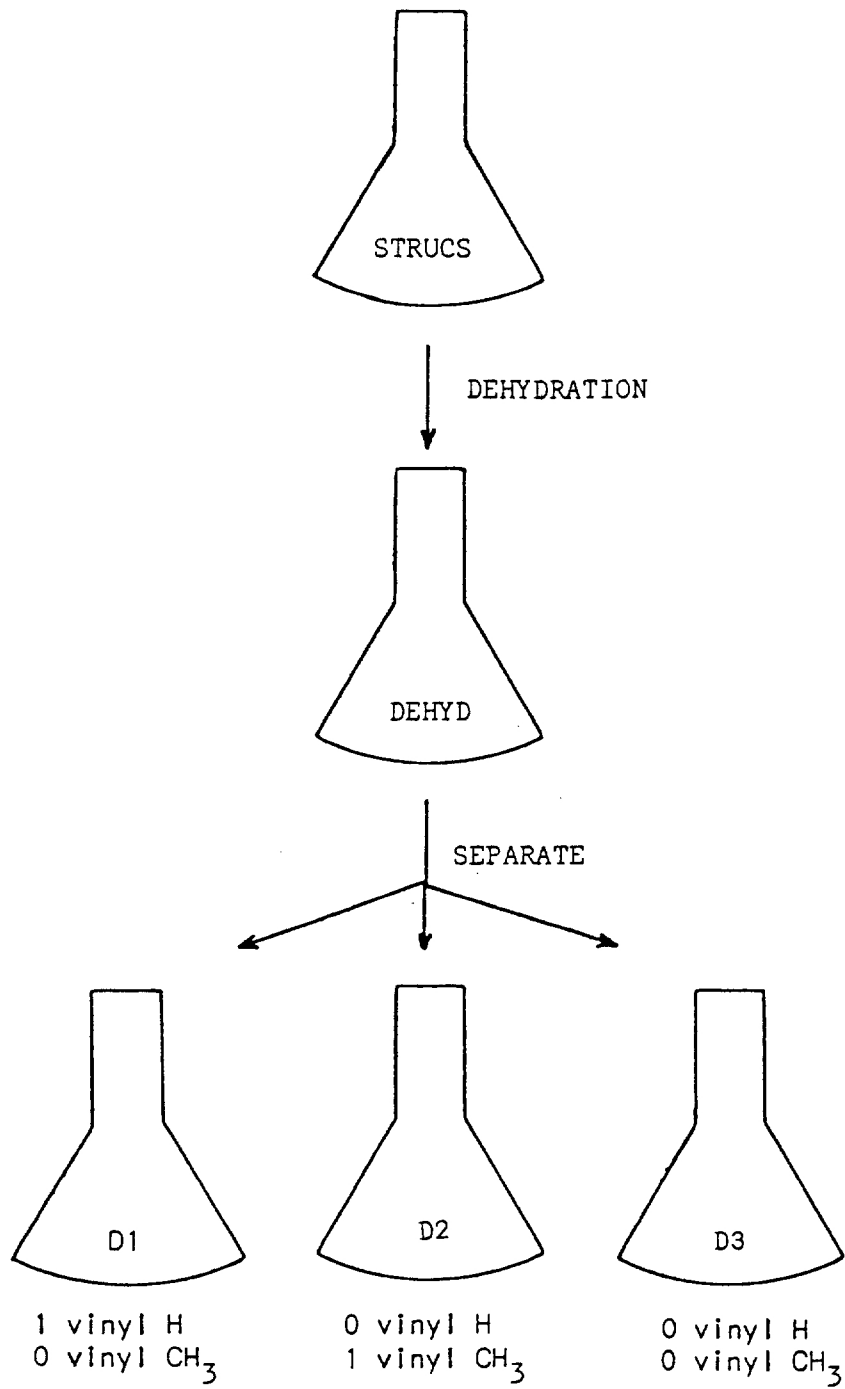 STRUCS
DEHYDRATION
DEHYD
SEPARATE
D1
D2
D3
1 vinyl H
0 vinyl CH3
0 vinyl H
1 vinyl CH3
0 vinyl H
0 vinyl CH3